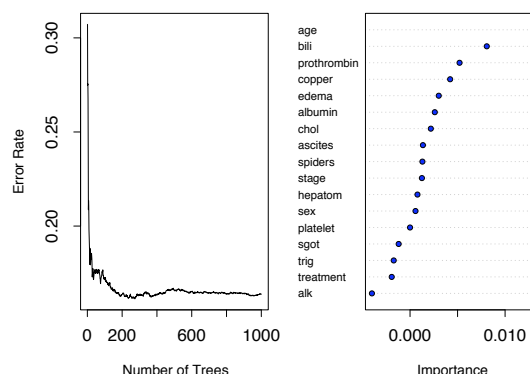 0.30
0.25
0.20
Error Rate
0 200 600 1000
Number of Trees
age
bili
prothrombin
copper
edema
albumin
chol
ascites
spiders
stage
hepatom
sex
platelet
sgot
trig
treatment
alk
0.000 0.010
Importance